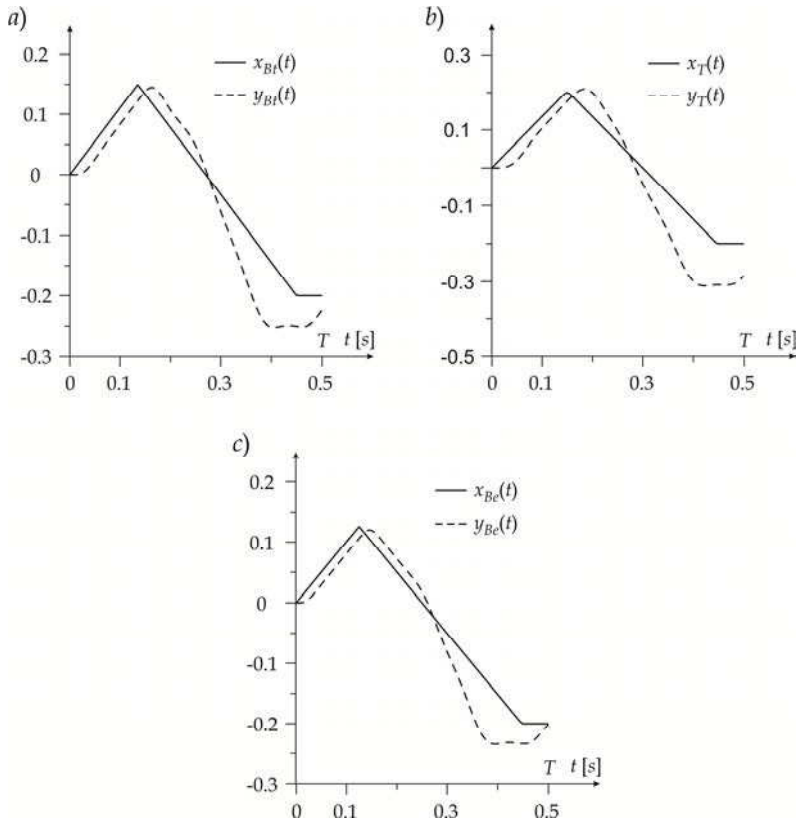 a)
x_Bt(t)
y_Bt(t)
0.2
0.1
0
-0.1
-0.2
-0.3
T t [s]
0 0.1 0.3 0.5
b)
x_T(t)
y_T(t)
0.3
0.1
-0.1
-0.3
-0.5
T t [s]
0 0.1 0.3 0.5
c)
x_Be(t)
y_Be(t)
0.2
0.1
0
-0.1
-0.2
-0.3
T t [s]
0 0.1 0.3 0.5